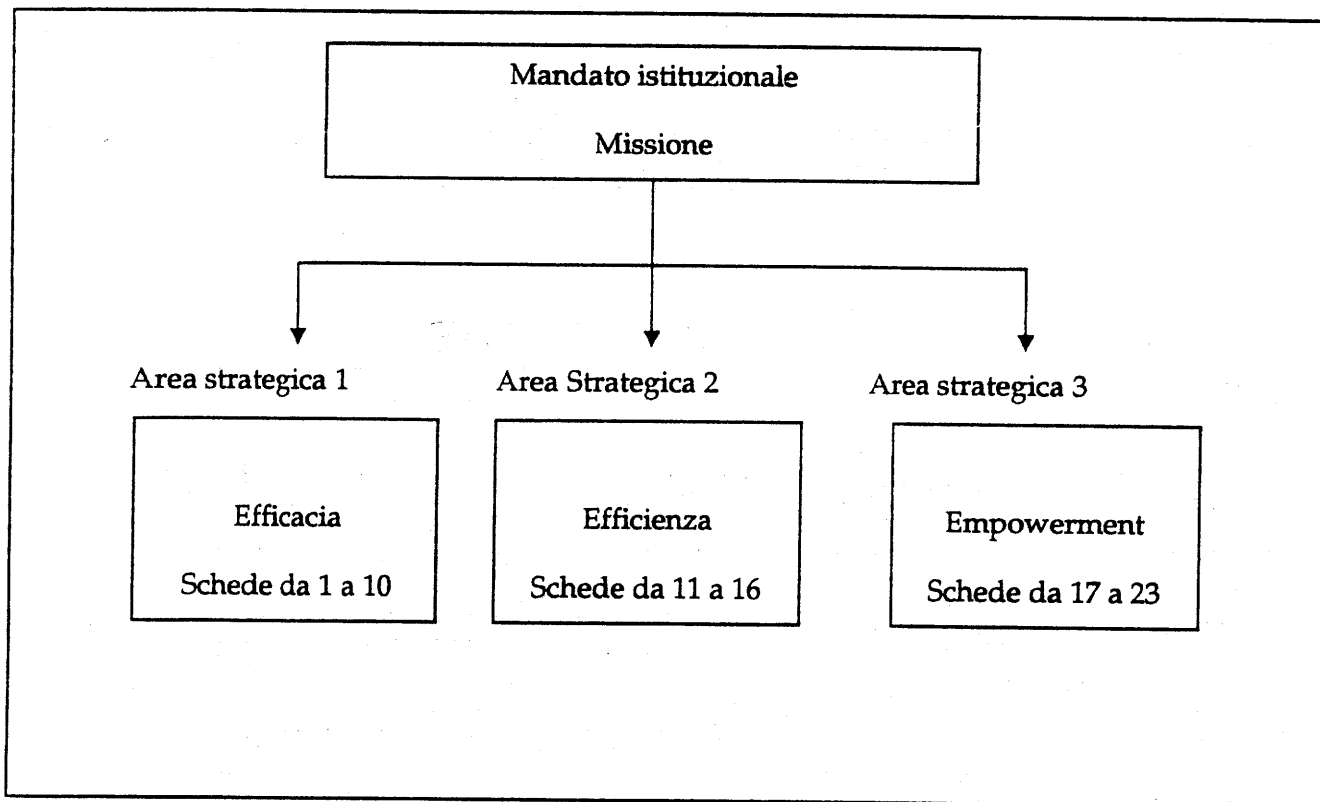 Mandato istituzionale
Missione
Area strategica 1
Area Strategica 2
Area strategica 3
Efficacia
Schede da 1 a 10
Efficienza
Schede da 11 a 16
Empowerment
Schede da 17 a 23